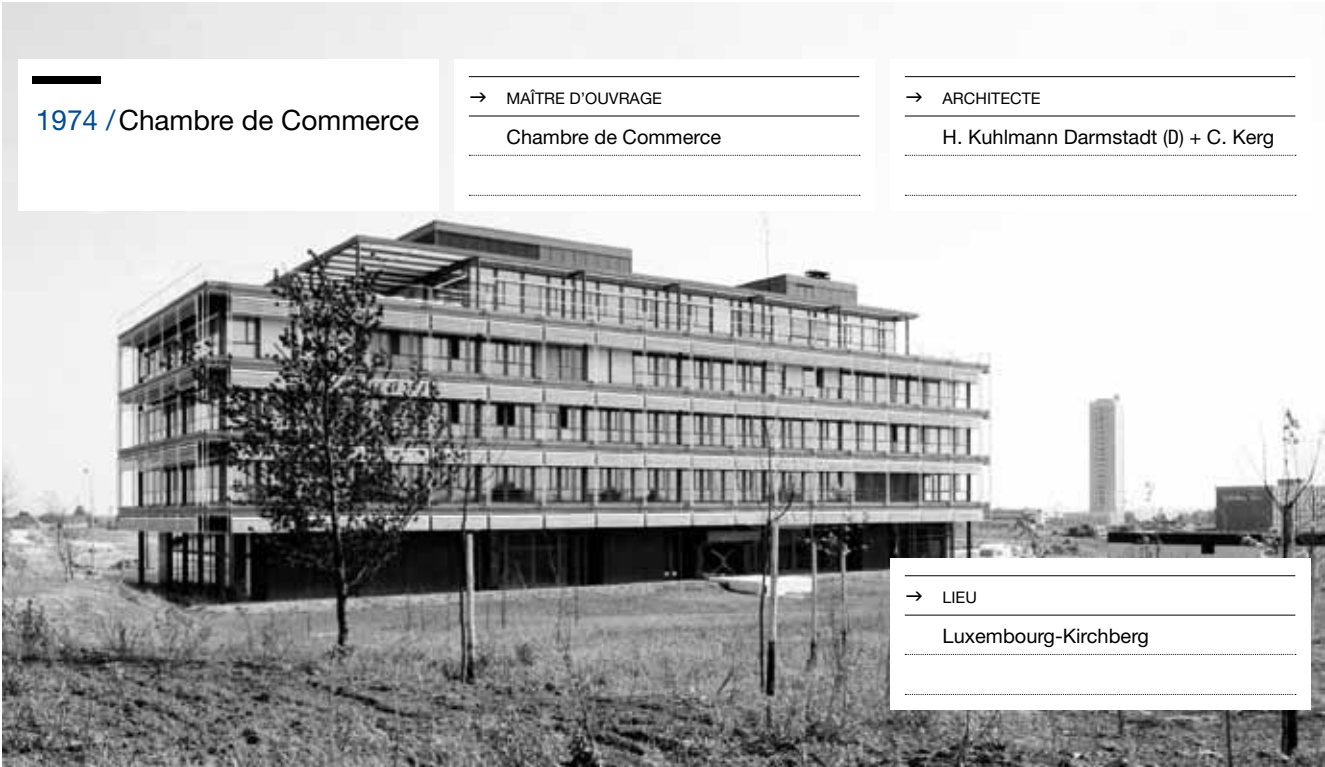 1974 / Chambre de Commerce
→ MAÎTRE D'OUVRAGE
Chambre de Commerce
→ ARCHITECTE
H. Kuhlmann Darmstadt (D) + C. Kerg
→ LIEU
Luxembourg-Kirchberg